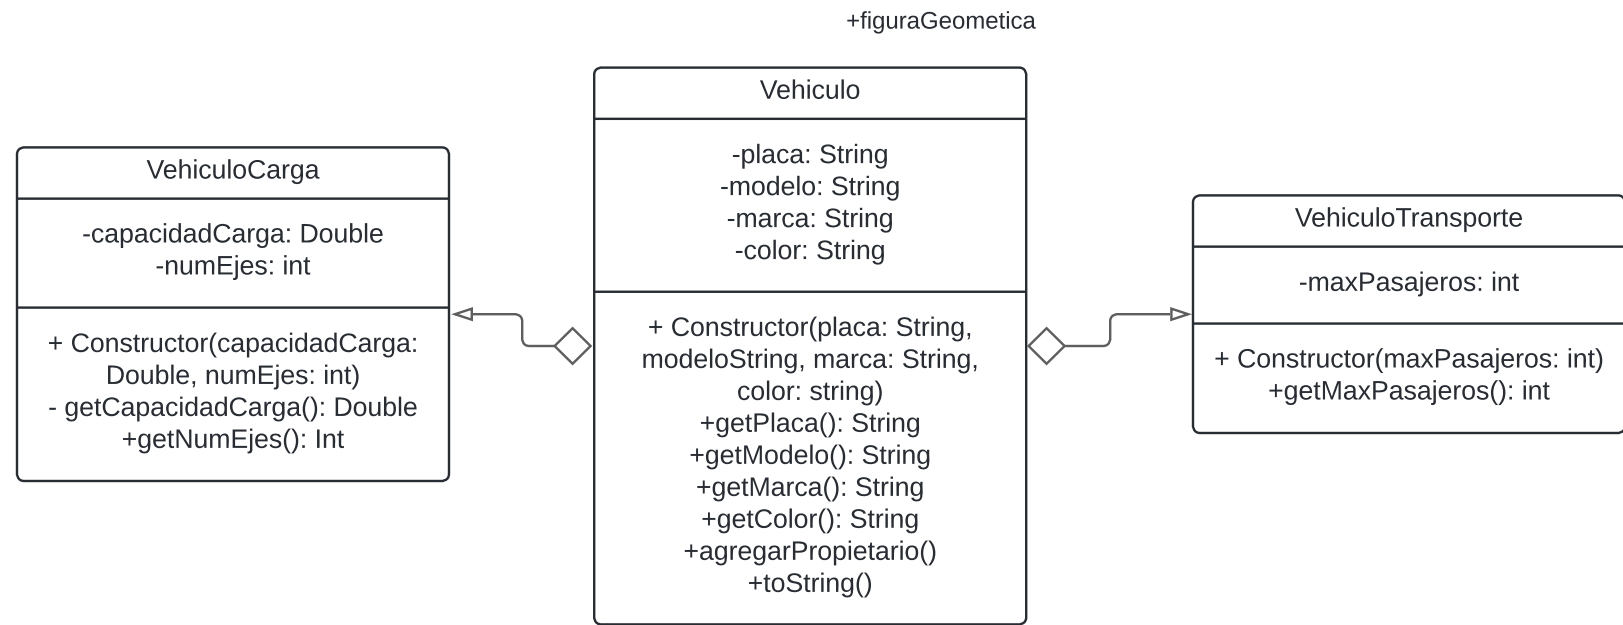 +figuraGeometica
VehiculoCarga
-capacidadCarga: Double
-numEjes: int
+ Constructor(capacidadCarga:
Double, numEjes: int)
- getCapacidadCarga(): Double
+getNumEjes(): Int
Vehiculo
-placa: String
-modelo: String
-marca: String
-color: String
+ Constructor(placa: String,
modeloString, marca: String,
color: string)
+getPlaca(): String
+getModelo(): String
+getMarca(): String
+getColor(): String
+agregarPropietario()
+toString()
VehiculoTransporte
-maxPasajeros: int
+ Constructor(maxPasajeros: int)
+getMaxPasajeros(): int